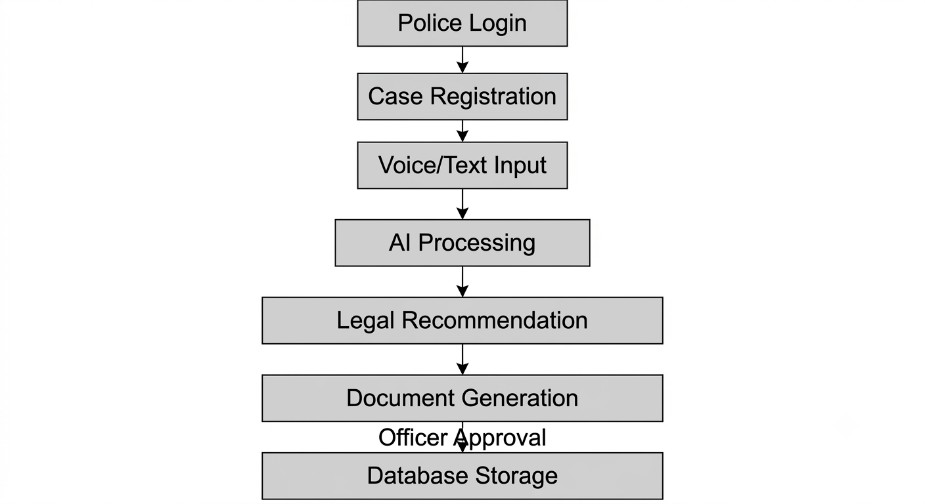 Police Login
Case Registration
Voice/Text Input
AI Processing
Legal Recommendation
Document Generation
Officer Approval
Database Storage